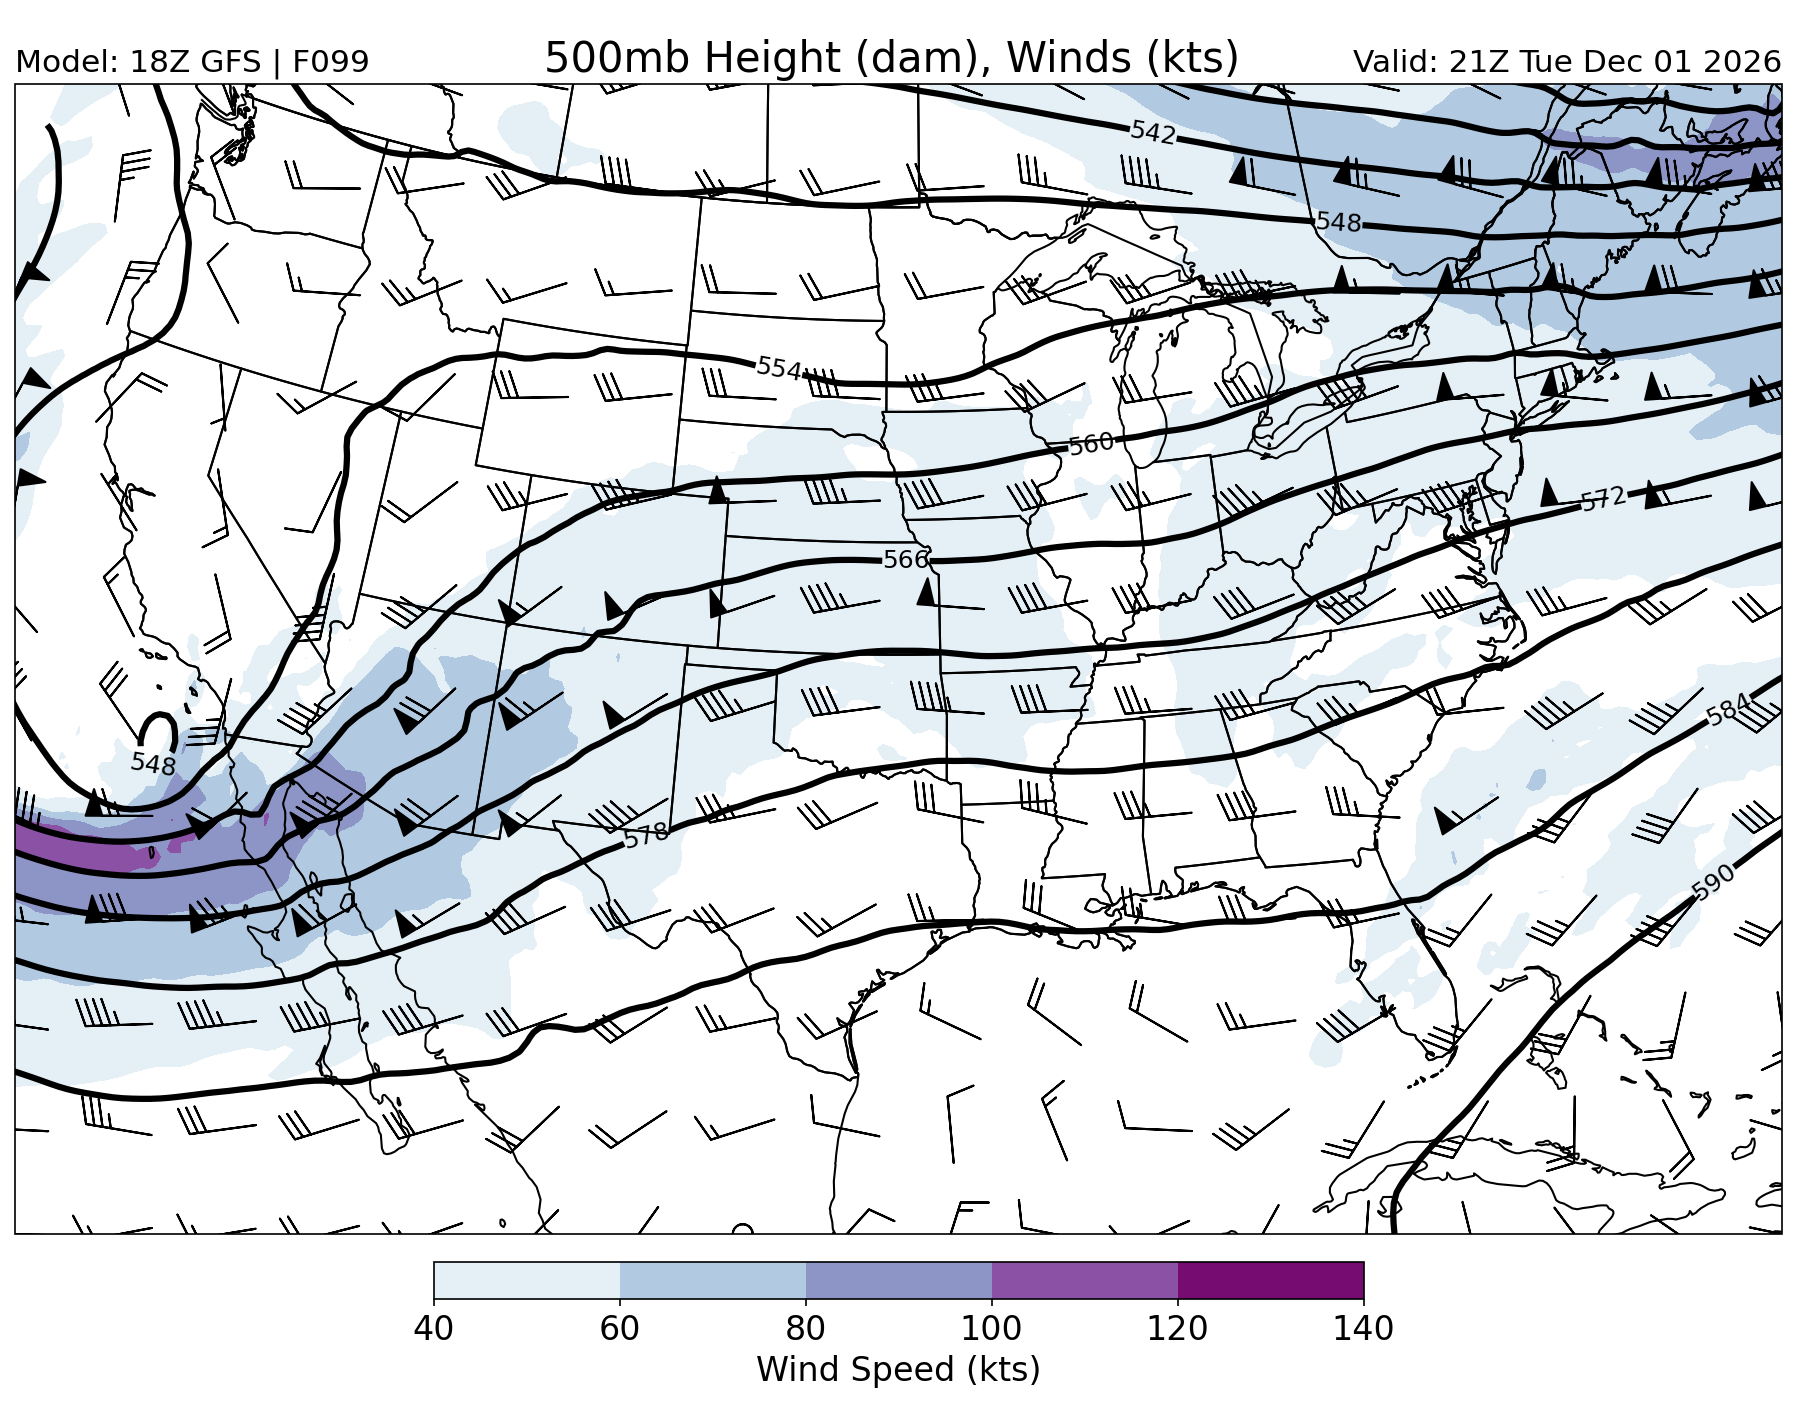 Model: 18Z GFS | F099
500mb Height (dam), Winds (kts)
Valid: 21Z Tue Dec 01 2026
542
548
554
560
572
566
584
548
578
590
40 60 80 100 120 140
Wind Speed (kts)